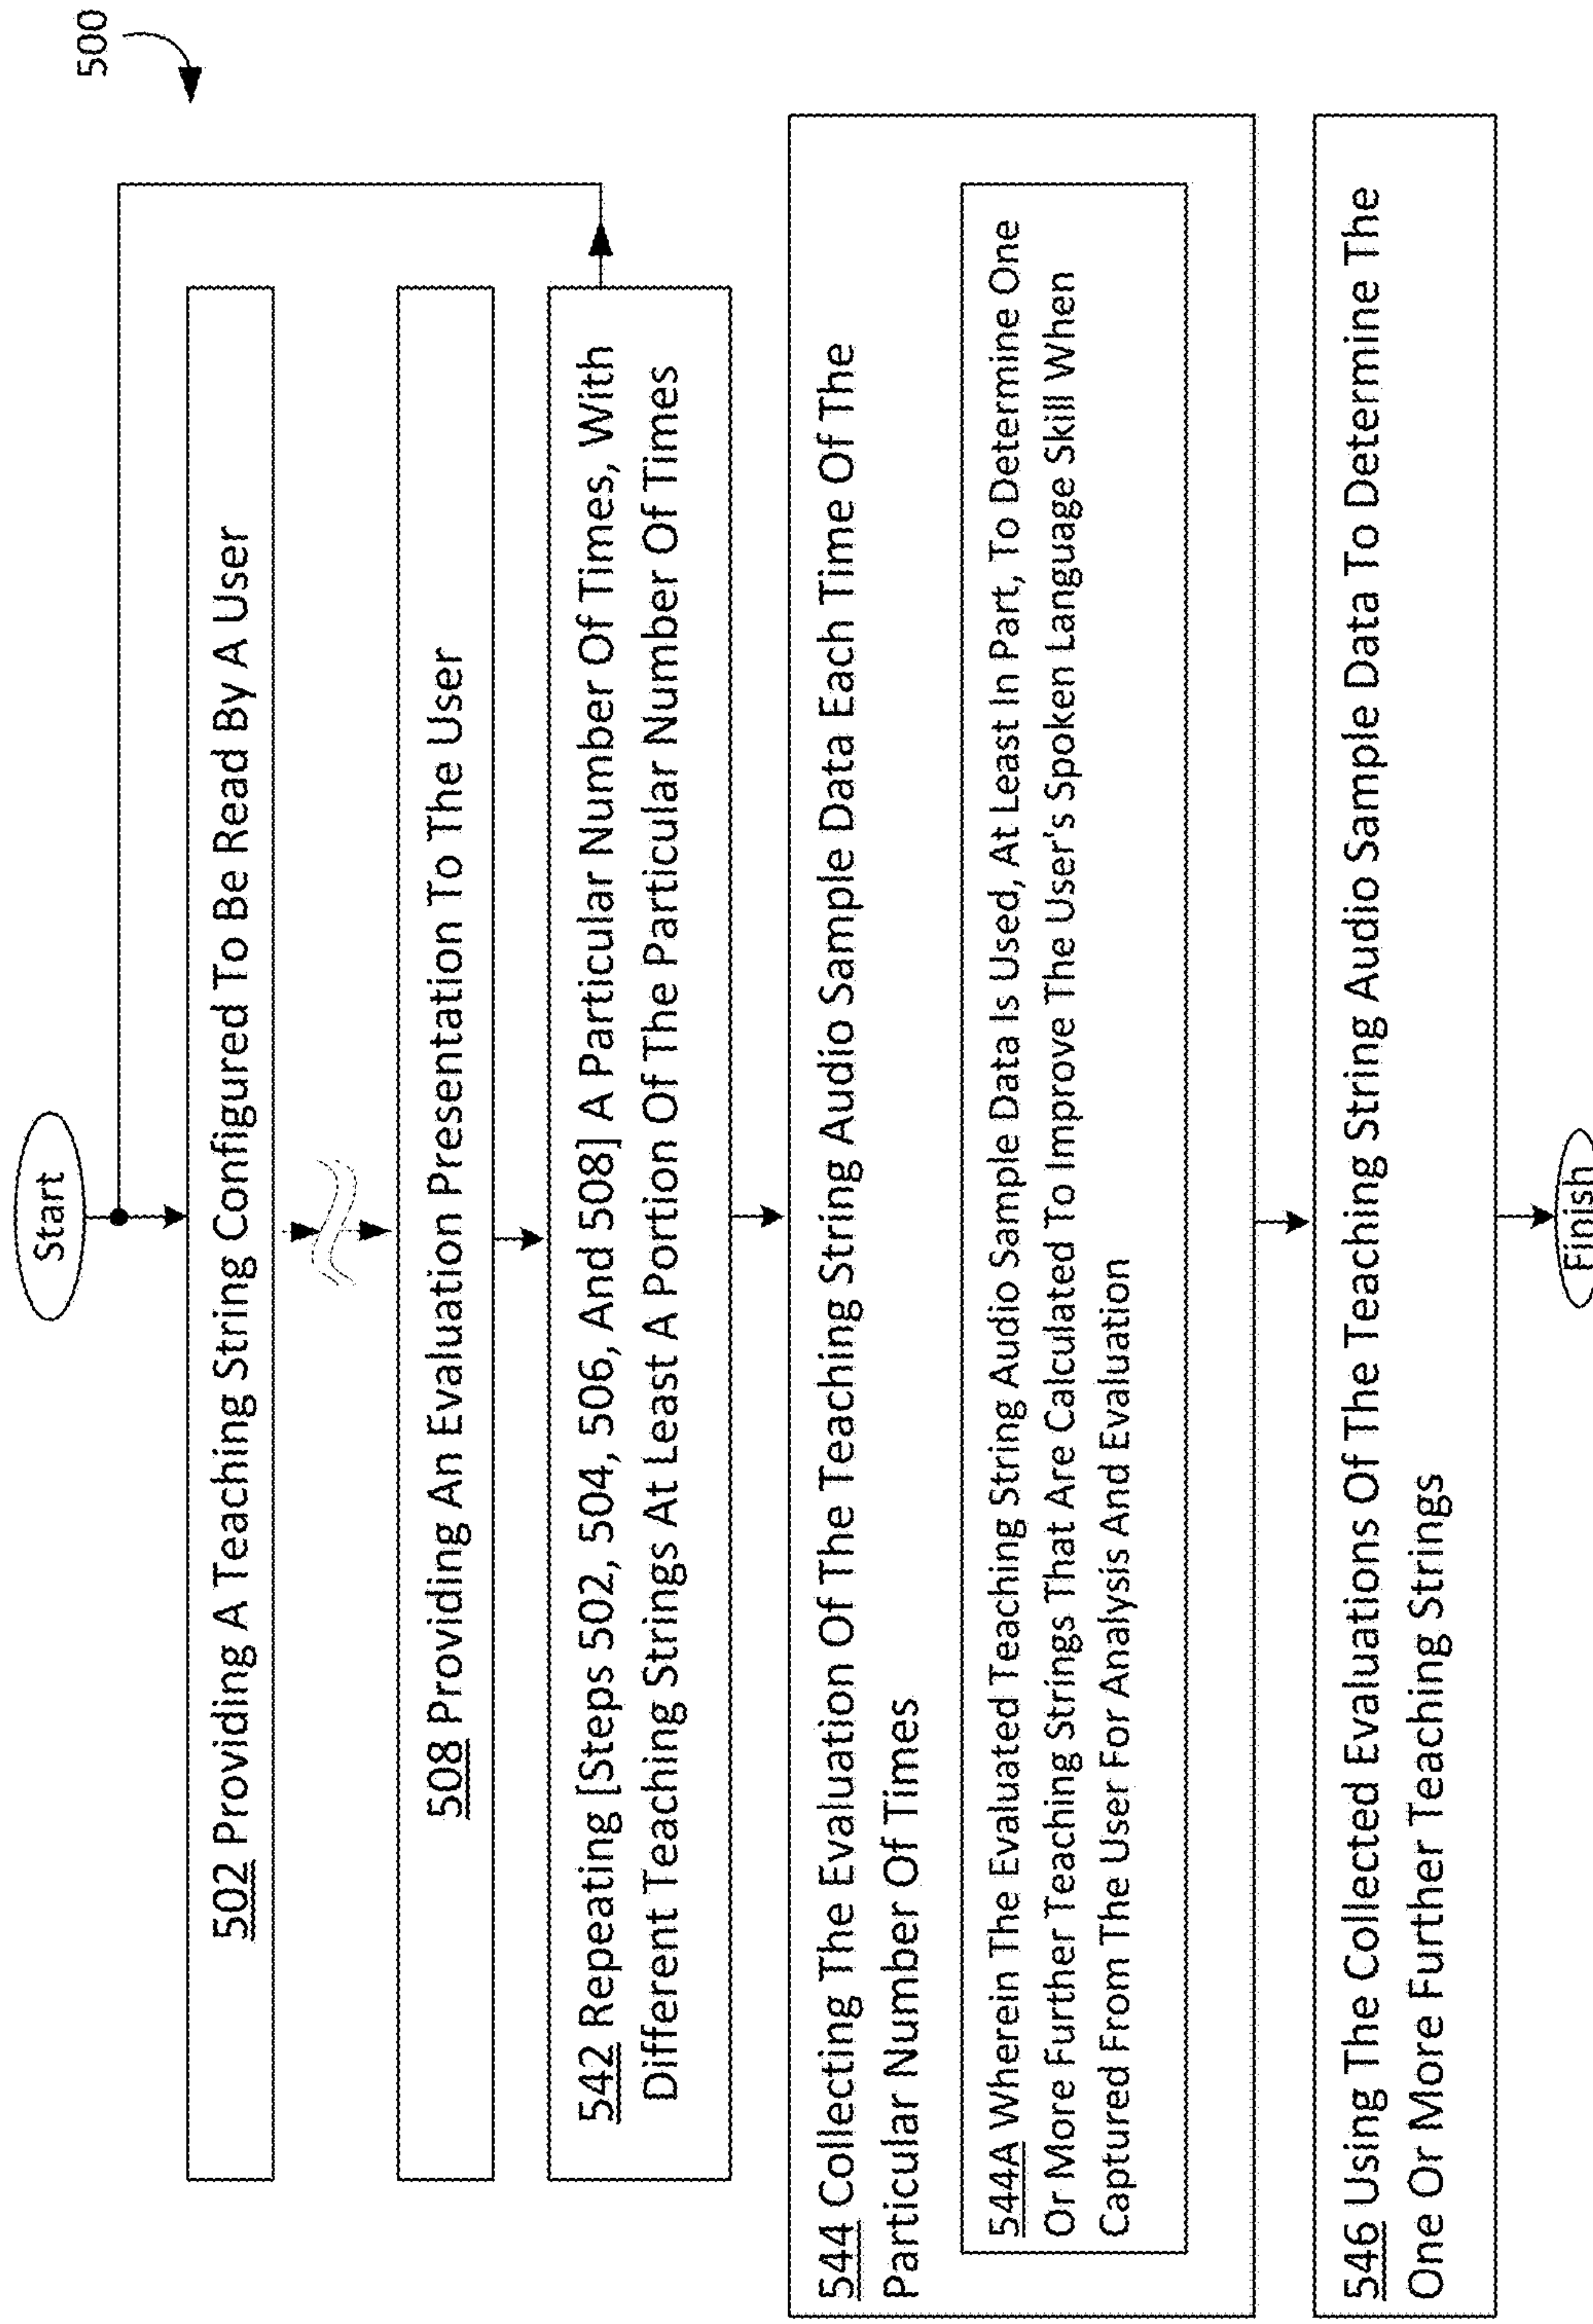 500
Start
502 Providing A Teaching String Configured To Be Read By A User
508 Providing An Evaluation Presentation To The User
542 Repeating [Steps 502, 504, 506, And 508] A Particular Number Of Times, With
Different Teaching Strings At Least A Portion Of The Particular Number Of Times
544 Collecting The Evaluation Of The Teaching String Audio Sample Data Each Time Of The
Particular Number Of Times
544A Wherein The Evaluated Teaching String Audio Sample Data Is Used, At Least In Part, To Determine One
Or More Further Teaching Strings That Are Calculated To Improve The User's Spoken Language Skill When
Captured From The User For Analysis And Evaluation
546 Using The Collected Evaluations Of The Teaching String Audio Sample Data To Determine The
One Or More Further Teaching Strings
Finish